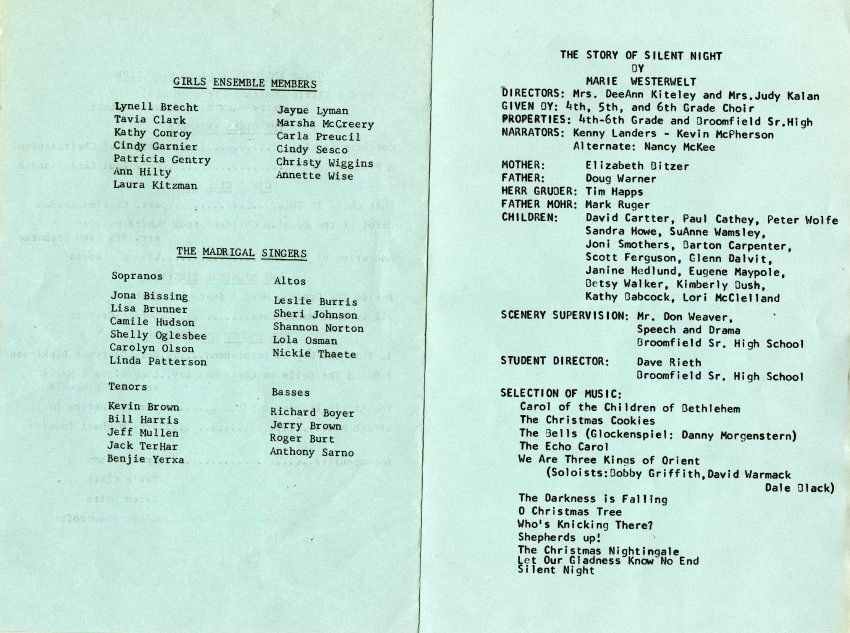 GIRLS ENSEMBLE MEMBERS
Lynell Brecht
Tavia Clark
Kathy Conroy
Cindy Garnier
Patricia Gentry
Ann Hilty
Laura Kitzman
Jayne Lyman
Marsha McCreery
Carla Preucil
Cindy Sesco
Christy Wiggins
Annette Wise
THE MADRIGAL SINGERS
Sopranos
Jona Bissing
Lisa Brunner
Camile Hudson
Shelly Oglesbee
Carolyn Olson
Linda Patterson
Altos
Leslie Burris
Sheri Johnson
Shannon Norton
Lola Osman
Nickie Thaete
Tenors
Kevin Brown
Bill Harris
Jeff Mullen
Jack TerHar
Benjie Yerxa
Basses
Richard Boyer
Jerry Brown
Roger Burt
Anthony Sarno
THE STORY OF SILENT NIGHT
BY
MARIE WESTERWELT
DIRECTORS: Mrs. DeeAnn Kiteley and Mrs.Judy Kalan
GIVEN BY: 4th, 5th, and 6th Grade Choir
PROPERTIES: 4th-6th Grade and Broomfield Sr.High
NARRATORS: Kenny Landers - Kevin McPherson
Alternate: Nancy McKee
MOTHER: Elizabeth Bitzer
FATHER: Doug Warner
HERR GRUBER: Tim Happs
FATHER MOHR: Mark Ruger
CHILDREN: David Cartter, Paul Cathey, Peter Wolfe
Sandra Howe, SuAnne Wamsley,
Joni Smothers, Barton Carpenter,
Scott Ferguson, Glenn Dalvit,
Janine Hedlund, Eugene Maypole,
Betsy Walker, Kimberly Bush,
Kathy Babcock, Lori McClelland
SCENERY SUPERVISION: Mr. Don Weaver,
Speech and Drama
Broomfield Sr. High School
STUDENT DIRECTOR: Dave Rieth
Broomfield Sr. High School
SELECTION OF MUSIC:
Carol of the Children of Bethlehem
The Christmas Cookies
The Bells (Glockenspiel: Danny Morgenstern)
The Echo Carol
We Are Three Kings of Orient
(Soloists:Bobby Griffith,David Warmack
Dale Black)
The Darkness is Falling
O Christmas Tree
Who's Knicking There?
Shepherds up!
The Christmas Nightingale
Let Our Gladness Know No End
Silent Night